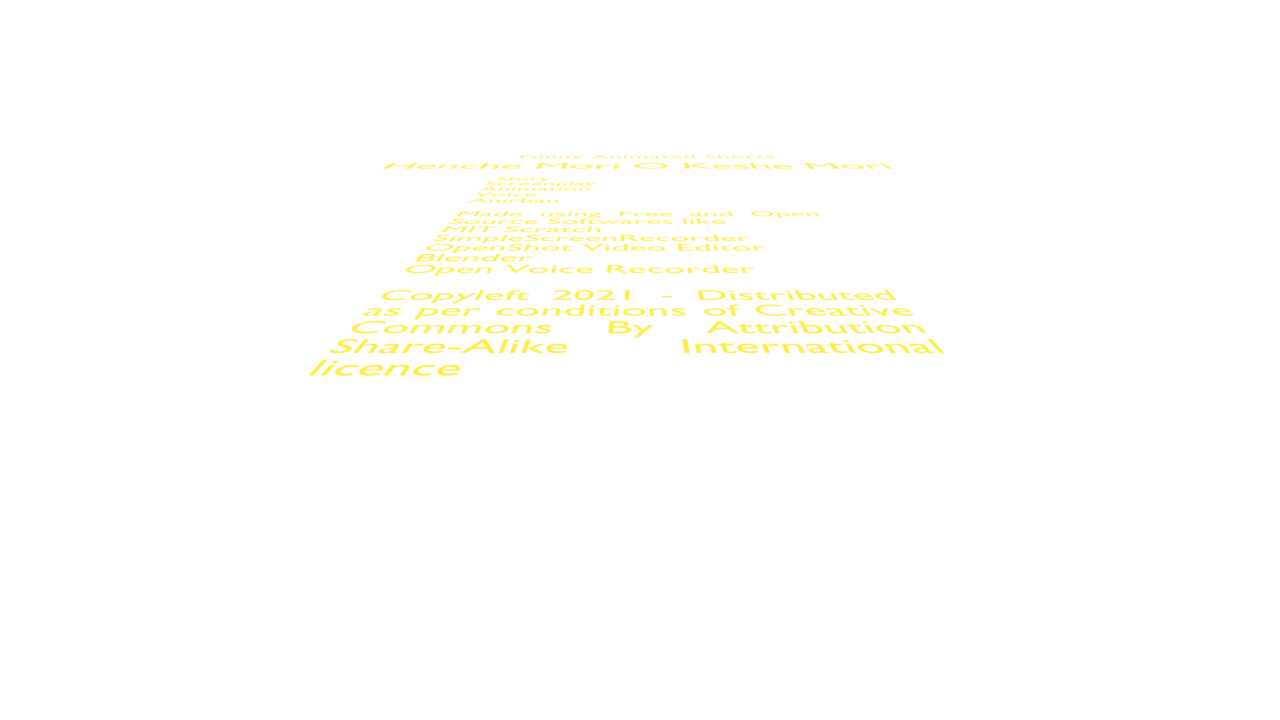 Funny Animated Shorts
Henche Mori O Keshe Mori
Story
Screenplay
Animation
Voice
Anirban
Made using Free and Open
Source Softwares like
MIT Scratch
SimpleScreenRecorder
OpenShot Video Editor
Blender
Open Voice Recorder
Copyleft 2021 - Distributed
as per conditions of Creative
Commons By Attribution
Share-Alike International
licence